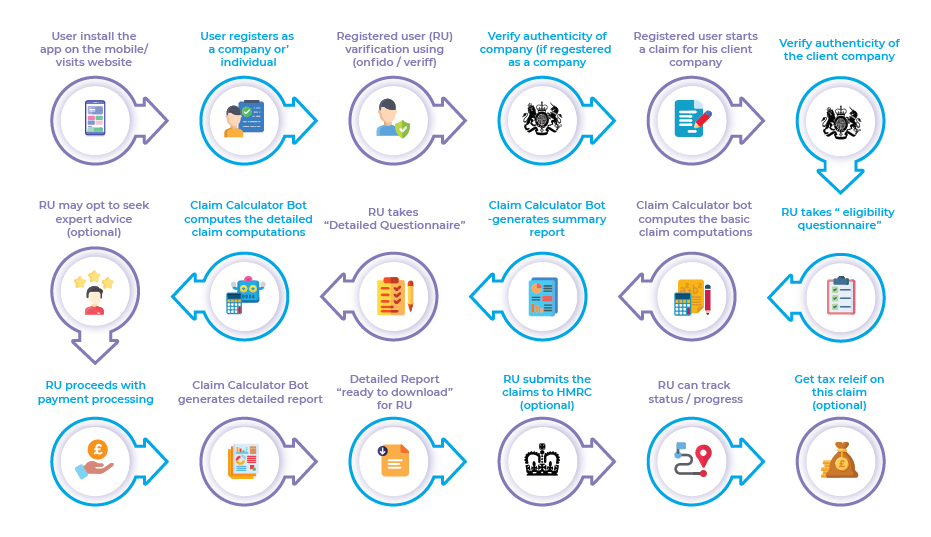 User install the
app on the mobile/
visits website
User registers as
a company or’
individual
Registered user (RU)
varification using
(onfido / veriff)
Verify authenticity of
company (if regestered
as a company
Registered user starts
a claim for his client
company
Verify authenticity of
the client company
RU may opt to seek
expert advice
(optional)
Claim Calculator Bot
computes the detailed
claim computations
RU takes
“Detailed Questionnaire”
Claim Calculator Bot
-generates summary
report
Claim Calculator bot
computes the basic
claim computations
RU takes “ eligibility
questionnaire”
RU proceeds with
payment processing
Claim Calculator Bot
generates detailed report
Detailed Report
“ready to download”
for RU
RU submits the
claims to HMRC
(optional)
RU can track
status / progress
Get tax releif on
this claim
(optional)
£
£